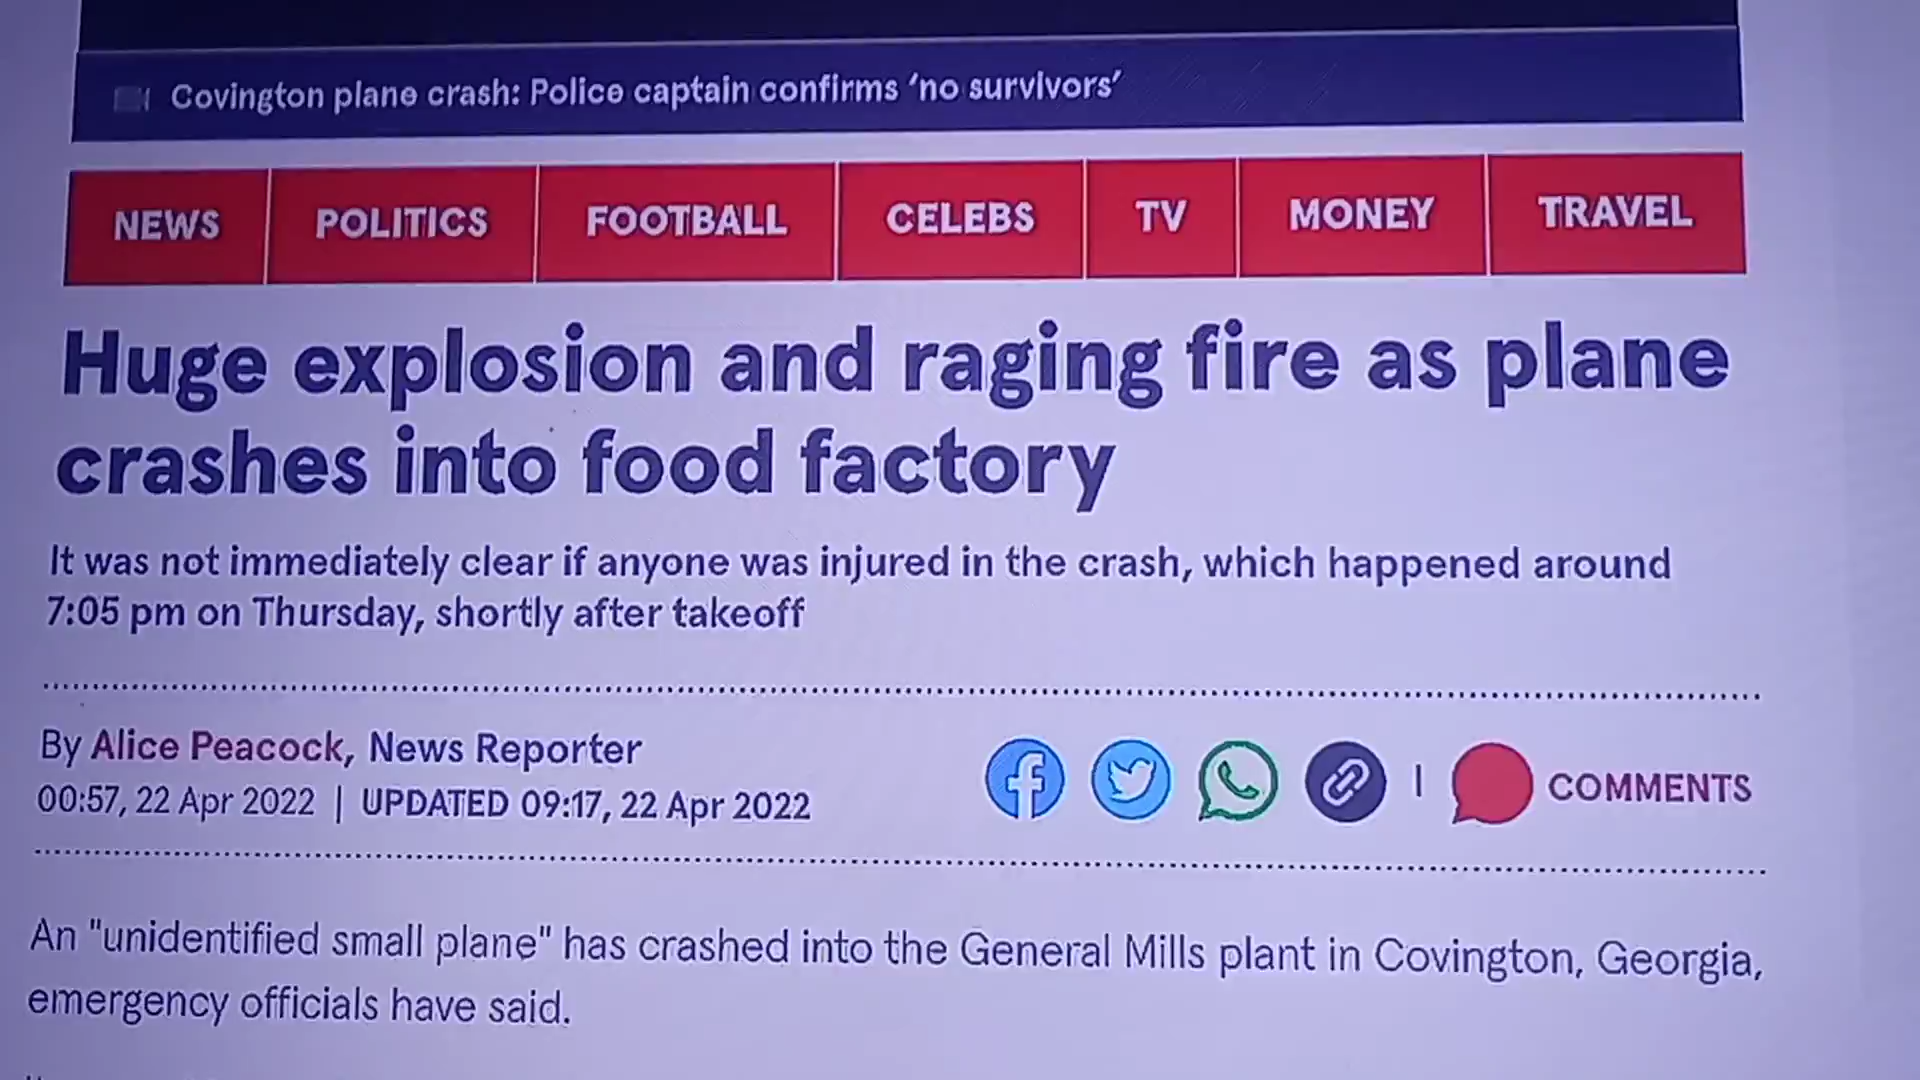 Covington plane crash: Police captain confirms 'no survivors'
NEWS POLITICS FOOTBALL CELEBS TV MONEY TRAVEL
Huge explosion and raging fire as plane
crashes into food factory
It was not immediately clear if anyone was injured in the crash, which happened around
7:05 pm on Thursday, shortly after takeoff
By Alice Peacock, News Reporter
00:57, 22 Apr 2022 | UPDATED 09:17, 22 Apr 2022
COMMENTS
An "unidentified small plane" has crashed into the General Mills plant in Covington, Georgia,
emergency officials have said.